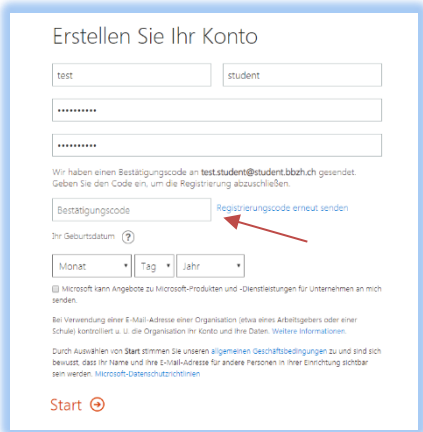 Erstellen Sie Ihr Konto
test student
••••••••••
••••••••••
Wir haben einen Bestätigungscode an test.student@student.bbzh.ch gesendet.
Geben Sie den Code ein, um die Registrierung abzuschließen.
Bestätigungscode Registrierungscode erneut senden
Ihr Geburtsdatum ?
Monat Tag Jahr
Microsoft kann Angebote zu Microsoft-Produkten und -Dienstleistungen für Unternehmen an mich
senden.
Bei Verwendung einer E-Mail-Adresse einer Organisation (etwa eines Arbeitgebers oder einer
Schule) kontrolliert u. U. die Organisation Ihr Konto und Ihre Daten. Weitere Informationen.
Durch Auswählen von Start stimmen Sie unseren allgemeinen Geschäftsbedingungen zu und sind sich
bewusst, dass Ihr Name und Ihre E-Mail-Adresse für andere Personen in Ihrer Einrichtung sichtbar
sein werden. Microsoft-Datenschutzrichtlinien
Start